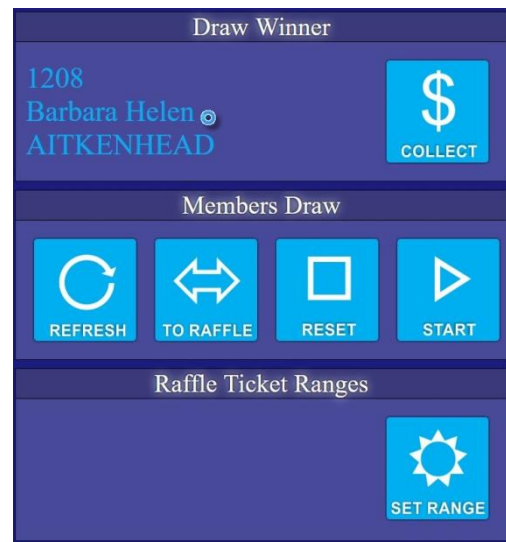 Draw Winner
1208
Barbara Helen
AITKENHEAD
$
COLLECT
Members Draw
REFRESH
TO RAFFLE
RESET
START
Raffle Ticket Ranges
SET RANGE